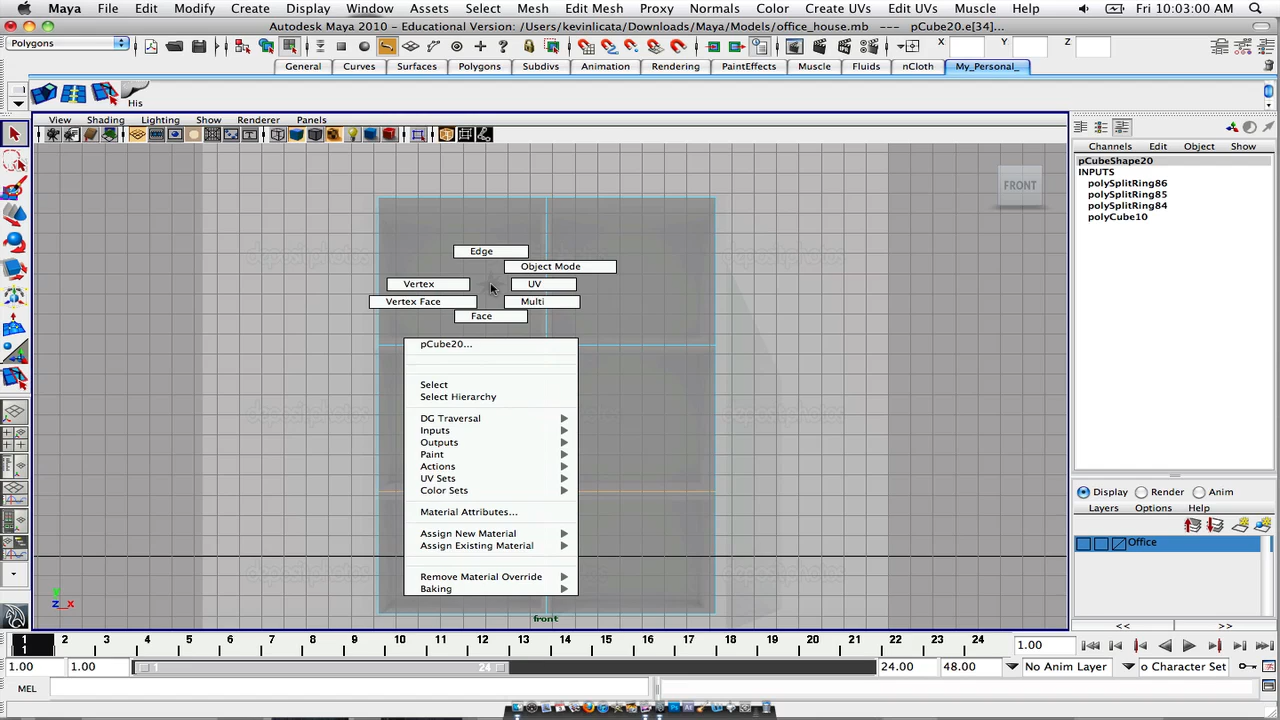 Maya File Edit Modify Create Display Window Assets Select Mesh Edit Mesh Proxy Normals Color Create UVs Edit UVs Muscle Help Fri 10:03:00 AM
Autodesk Maya 2010 - Educational Version: /Users/kevinlicata/Downloads/Maya/Models/office_house.mb --- pCube20.e[34]...
Polygons X Y Z
General Curves Surfaces Polygons Subdivs Animation Rendering PaintEffects Muscle Fluids nCloth My_Personal_
His
View Shading Lighting Show Renderer Panels
Channels Edit Object Show
pCubeShape20
INPUTS
polySplitRing86
polySplitRing85
polySplitRing84
polyCube10
FRONT
depositphotos
Edge
Object Mode
Vertex UV
Vertex Face Multi
Face
pCube20...
Select
Select Hierarchy
DG Traversal
Inputs
Outputs
Paint
Actions
UV Sets
Color Sets
Material Attributes...
Assign New Material
Assign Existing Material
Remove Material Override
Baking
Display Render Anim
Layers Options Help
Office
y
z x
front
<< >>
1 2 3 4 5 6 7 8 9 10 11 12 13 14 15 16 17 18 19 20 21 22 23 24 1.00
1
1.00 1.00 1 24 24.00 48.00 No Anim Layer o Character Set
MEL